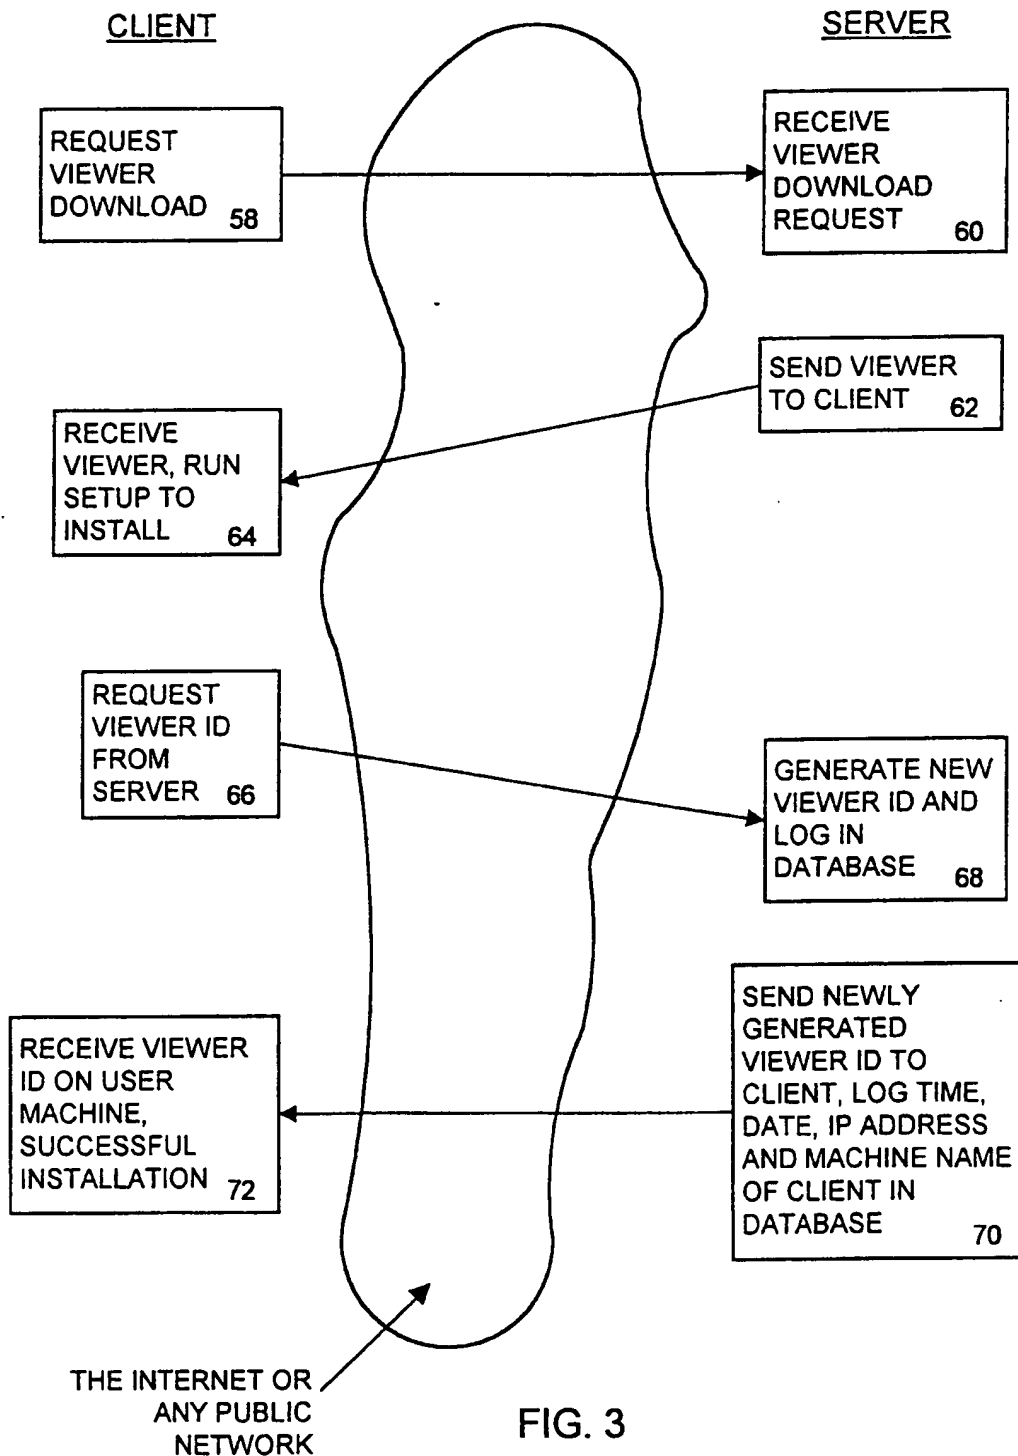 CLIENT
SERVER
REQUEST
VIEWER
DOWNLOAD 58
RECEIVE
VIEWER
DOWNLOAD
REQUEST 60
SEND VIEWER
TO CLIENT 62
RECEIVE
VIEWER, RUN
SETUP TO
INSTALL 64
REQUEST
VIEWER ID
FROM
SERVER 66
GENERATE NEW
VIEWER ID AND
LOG IN
DATABASE 68
SEND NEWLY
GENERATED
VIEWER ID TO
CLIENT, LOG TIME,
DATE, IP ADDRESS
AND MACHINE NAME
OF CLIENT IN
DATABASE 70
RECEIVE VIEWER
ID ON USER
MACHINE,
SUCCESSFUL
INSTALLATION 72
THE INTERNET OR
ANY PUBLIC
NETWORK
FIG. 3